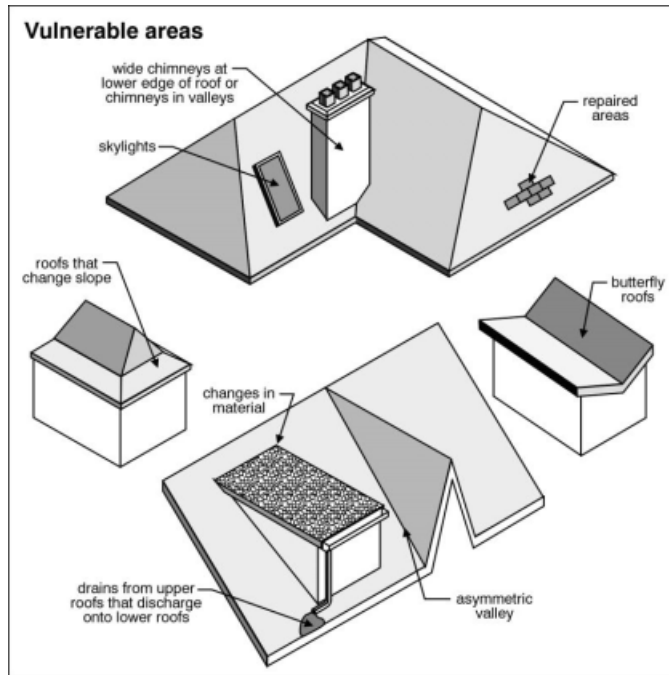 Vulnerable areas
wide chimneys at
lower edge of roof or
chimneys in valleys
repaired
areas
skylights
roofs that
change slope
butterfly
roofs
changes in
material
drains from upper
roofs that discharge
onto lower roofs
asymmetric
valley